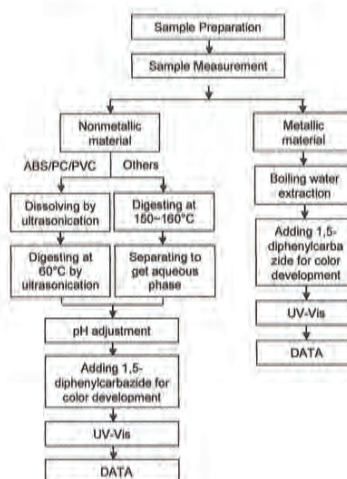 Sample Preparation
Sample Measurement
Nonmetallic
material
Metallic
material
ABS/PC/PVC
Others
Boiling water
extraction
Dissolving by
ultrasonication
Digesting at
150~160°C
Adding 1,5-
diphenylcarba
zide for color
development
Digesting at
60°C by
ultrasonication
Separating to
get aqueous
phase
UV-Vis
pH adjustment
DATA
Adding 1,5-
diphenylcarbazide for
color development
UV-Vis
DATA